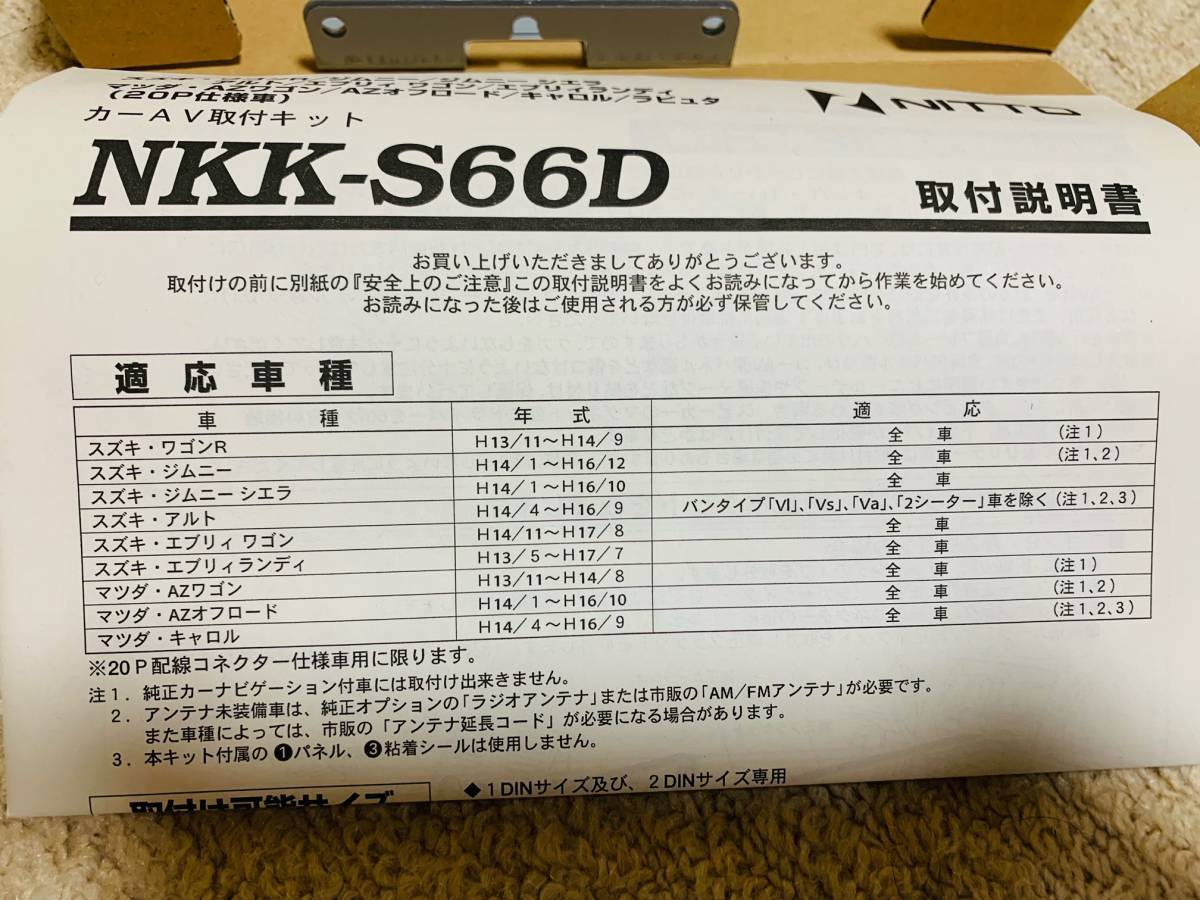 マツダ・AZワゴン/AZオフロード/キャロル/ラピュタ
(20P仕様車)
NITTO
カーAV取付キット
NKK-S66D
取付説明書
お買い上げいただきましてありがとうございます。
取付けの前に別紙の『安全上のご注意』この取付説明書をよくお読みになってから作業を始めてください。
お読みになった後はご使用される方が必ず保管してください。
適応車種
車種 年式 適応
スズキ・ワゴンR H13/11~H14/9 全車 (注1)
スズキ・ジムニー H14/1~H16/12 全車 (注1、2)
スズキ・ジムニー シエラ H14/1~H16/10 全車
スズキ・アルト H14/4~H16/9 バンタイプ「Vl」、「Vs」、「Va」、「2シーター」車を除く(注1、2、3)
スズキ・エブリィ ワゴン H14/11~H17/8 全車
スズキ・エブリィランディ H13/5~H17/7 全車
マツダ・AZワゴン H13/11~H14/8 全車 (注1)
マツダ・AZオフロード H14/1~H16/10 全車 (注1、2)
マツダ・キャロル H14/4~H16/9 全車 (注1、2、3)
※20P配線コネクター仕様車用に限ります。
注1. 純正カーナビゲーション付車には取付け出来きません。
2. アンテナ未装備車は、純正オプションの「ラジオアンテナ」または市販の「AM/FMアンテナ」が必要です。
また車種によっては、市販の「アンテナ延長コード」が必要になる場合があります。
3. 本キット付属の❶パネル、❸粘着シールは使用しません。
取付け可能サイズ
◆1DINサイズ及び、2DINサイズ専用